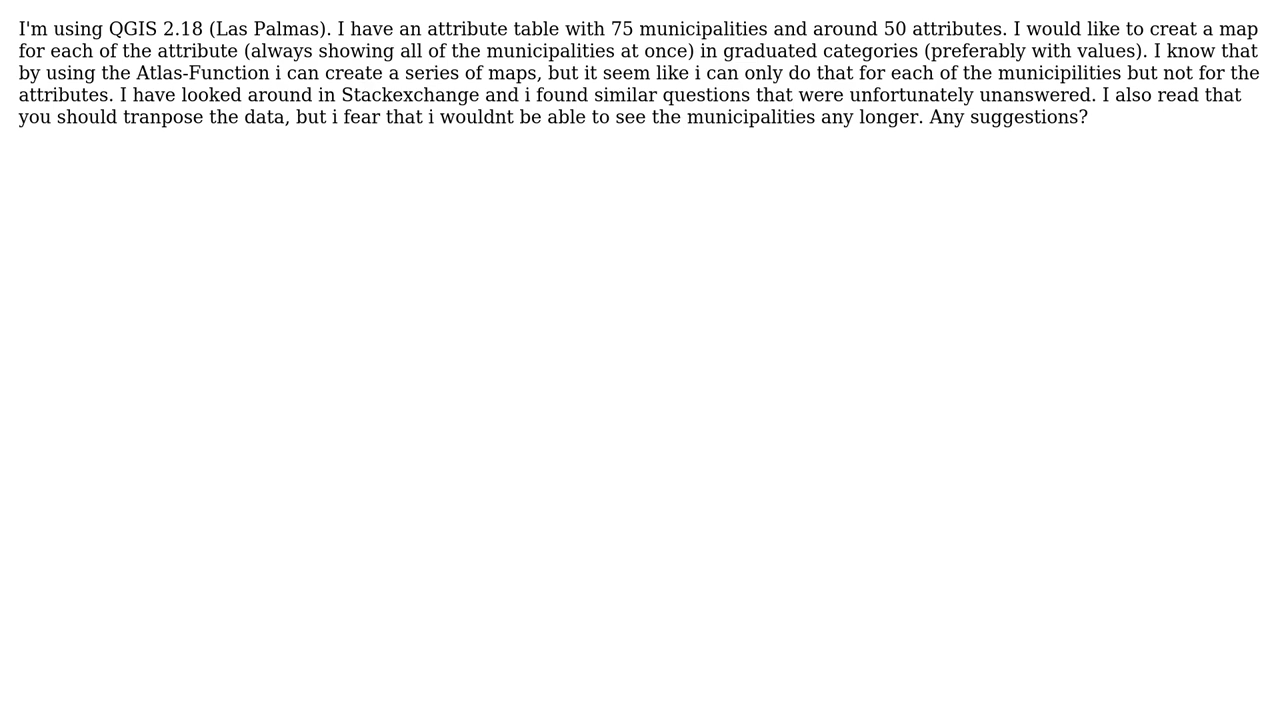 I'm using QGIS 2.18 (Las Palmas). I have an attribute table with 75 municipalities and around 50 attributes. I would like to creat a map
for each of the attribute (always showing all of the municipalities at once) in graduated categories (preferably with values). I know that
by using the Atlas-Function i can create a series of maps, but it seem like i can only do that for each of the municipilities but not for the
attributes. I have looked around in Stackexchange and i found similar questions that were unfortunately unanswered. I also read that
you should tranpose the data, but i fear that i wouldnt be able to see the municipalities any longer. Any suggestions?